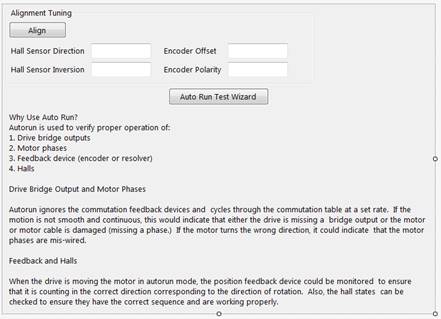 Alignment Tuning
Align
Hall Sensor Direction Encoder Offset
Hall Sensor Inversion Encoder Polarity
Auto Run Test Wizard
Why Use Auto Run?
Autorun is used to verify proper operation of:
1. Drive bridge outputs
2. Motor phases
3. Feedback device (encoder or resolver)
4. Halls
Drive Bridge Output and Motor Phases
Autorun ignores the commutation feedback devices and cycles through the commutation table at a set rate. If the
motion is not smooth and continuous, this would indicate that either the drive is missing a bridge output or the motor
or motor cable is damaged (missing a phase.) If the motor turns the wrong direction, it could indicate that the motor
phases are mis-wired.
Feedback and Halls
When the drive is moving the motor in autorun mode, the position feedback device could be monitored to ensure
that it is counting in the correct direction corresponding to the direction of rotation. Also, the hall states can be
checked to ensure they have the correct sequence and are working properly.